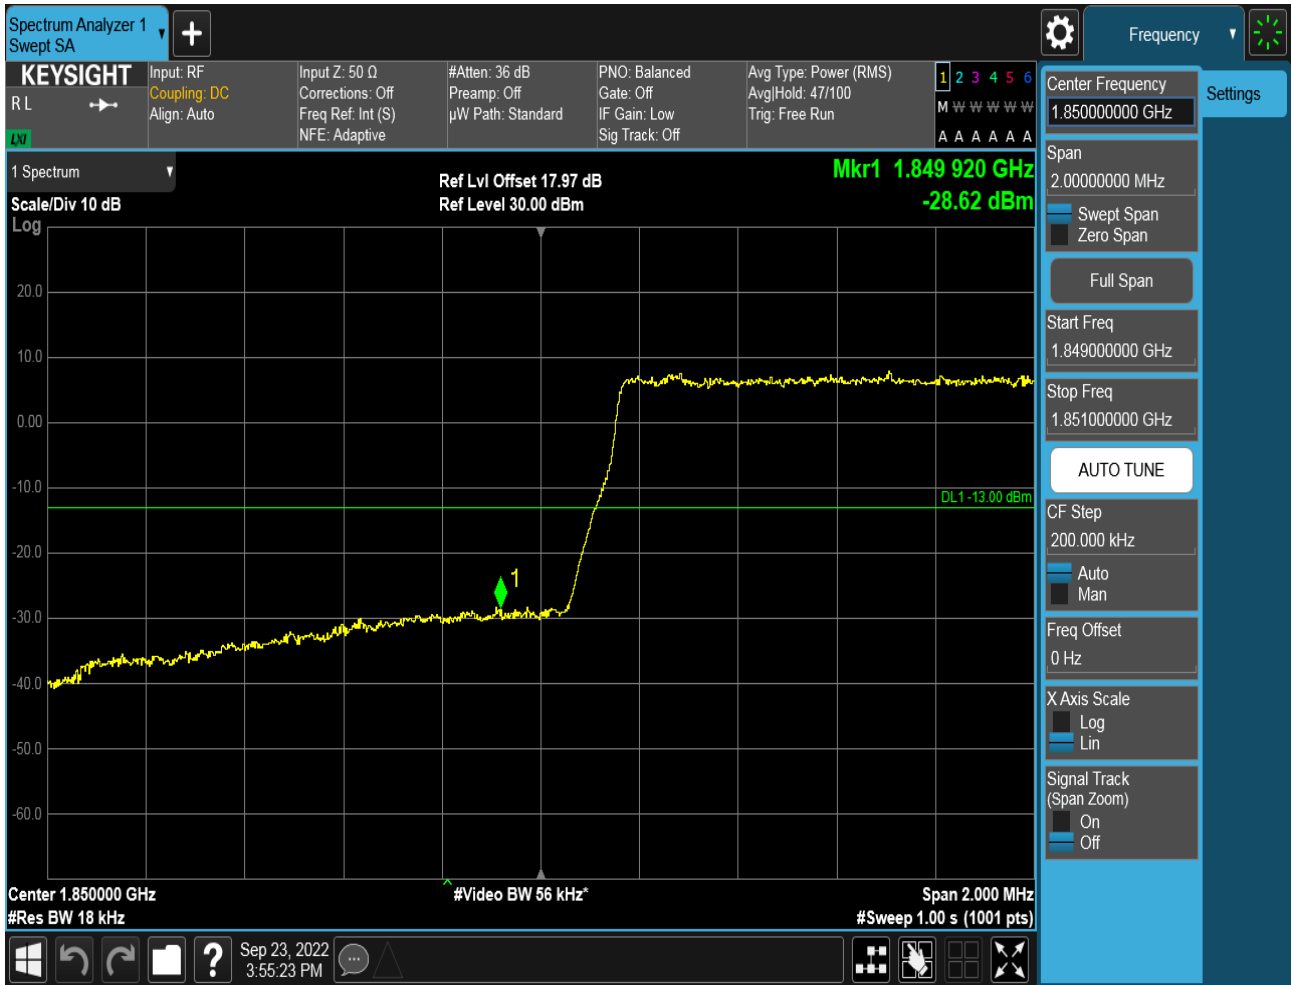 Spectrum Analyzer 1
Swept SA
Frequency
KEYSIGHT
R L
LXI
Input: RF
Coupling: DC
Align: Auto
Input Z: 50 Ω
Corrections: Off
Freq Ref: Int (S)
NFE: Adaptive
#Atten: 36 dB
Preamp: Off
µW Path: Standard
PNO: Balanced
Gate: Off
IF Gain: Low
Sig Track: Off
Avg Type: Power (RMS)
Avg|Hold: 47/100
Trig: Free Run
1 2 3 4 5 6
M W W W W W
A A A A A A
1 Spectrum
Scale/Div 10 dB
Log
Ref Lvl Offset 17.97 dB
Ref Level 30.00 dBm
Mkr1 1.849 920 GHz
-28.62 dBm
20.0
10.0
0.00
-10.0
-20.0
-30.0
-40.0
-50.0
-60.0
DL1 -13.00 dBm
1
Center 1.850000 GHz
#Res BW 18 kHz
#Video BW 56 kHz*
Span 2.000 MHz
#Sweep 1.00 s (1001 pts)
Sep 23, 2022
3:55:23 PM
?
Center Frequency
1.850000000 GHz
Settings
Span
2.00000000 MHz
Swept Span
Zero Span
Full Span
Start Freq
1.849000000 GHz
Stop Freq
1.851000000 GHz
AUTO TUNE
CF Step
200.000 kHz
Auto
Man
Freq Offset
0 Hz
X Axis Scale
Log
Lin
Signal Track
(Span Zoom)
On
Off